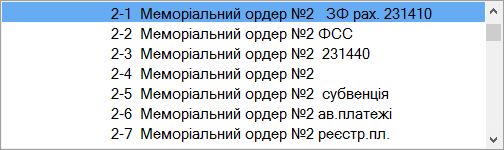 2-1 Меморіальний ордер №2 ЗФ рах. 231410
2-2 Меморіальний ордер №2 ФСС
2-3 Меморіальний ордер №2 231440
2-4 Меморіальний ордер №2
2-5 Меморіальний ордер №2 субвенція
2-6 Меморіальний ордер №2 ав.платежі
2-7 Меморіальний ордер №2 реєстр.пл.